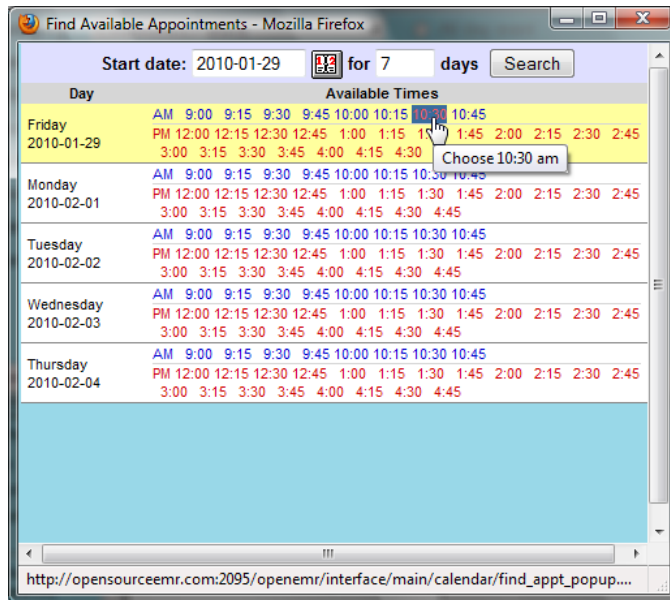 Find Available Appointments - Mozilla Firefox
Start date: 2010-01-29 for 7 days Search
Day Available Times
Friday
2010-01-29
AM 9:00 9:15 9:30 9:45 10:00 10:15 10:30 10:45
PM 12:00 12:15 12:30 12:45 1:00 1:15 1:45 2:00 2:15 2:30 2:45
3:00 3:15 3:30 3:45 4:00 4:15 4:30
Choose 10:30 am
Monday
2010-02-01
AM 9:00 9:15 9:30 9:45 10:00 10:15 10:30 10:45
PM 12:00 12:15 12:30 12:45 1:00 1:15 1:30 1:45 2:00 2:15 2:30 2:45
3:00 3:15 3:30 3:45 4:00 4:15 4:30 4:45
Tuesday
2010-02-02
AM 9:00 9:15 9:30 9:45 10:00 10:15 10:30 10:45
PM 12:00 12:15 12:30 12:45 1:00 1:15 1:30 1:45 2:00 2:15 2:30 2:45
3:00 3:15 3:30 3:45 4:00 4:15 4:30 4:45
Wednesday
2010-02-03
AM 9:00 9:15 9:30 9:45 10:00 10:15 10:30 10:45
PM 12:00 12:15 12:30 12:45 1:00 1:15 1:30 1:45 2:00 2:15 2:30 2:45
3:00 3:15 3:30 3:45 4:00 4:15 4:30 4:45
Thursday
2010-02-04
AM 9:00 9:15 9:30 9:45 10:00 10:15 10:30 10:45
PM 12:00 12:15 12:30 12:45 1:00 1:15 1:30 1:45 2:00 2:15 2:30 2:45
3:00 3:15 3:30 3:45 4:00 4:15 4:30 4:45
http://opensourceemr.com:2095/openemr/interface/main/calendar/find_appt_popup....